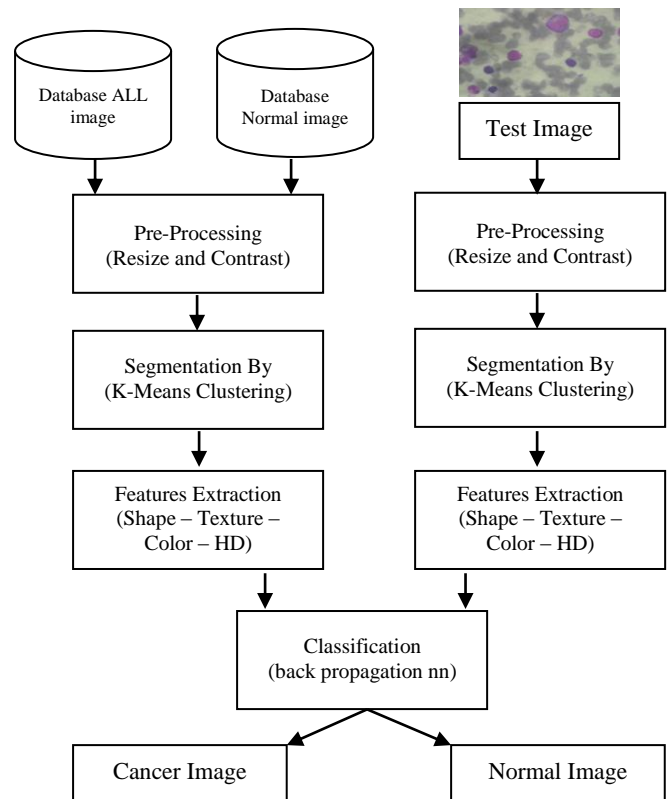 Database ALL
image
Database
Normal image
Test Image
Pre-Processing
(Resize and Contrast)
Pre-Processing
(Resize and Contrast)
Segmentation By
(K-Means Clustering)
Segmentation By
(K-Means Clustering)
Features Extraction
(Shape – Texture –
Color – HD)
Features Extraction
(Shape – Texture –
Color – HD)
Classification
(back propagation nn)
Cancer Image
Normal Image